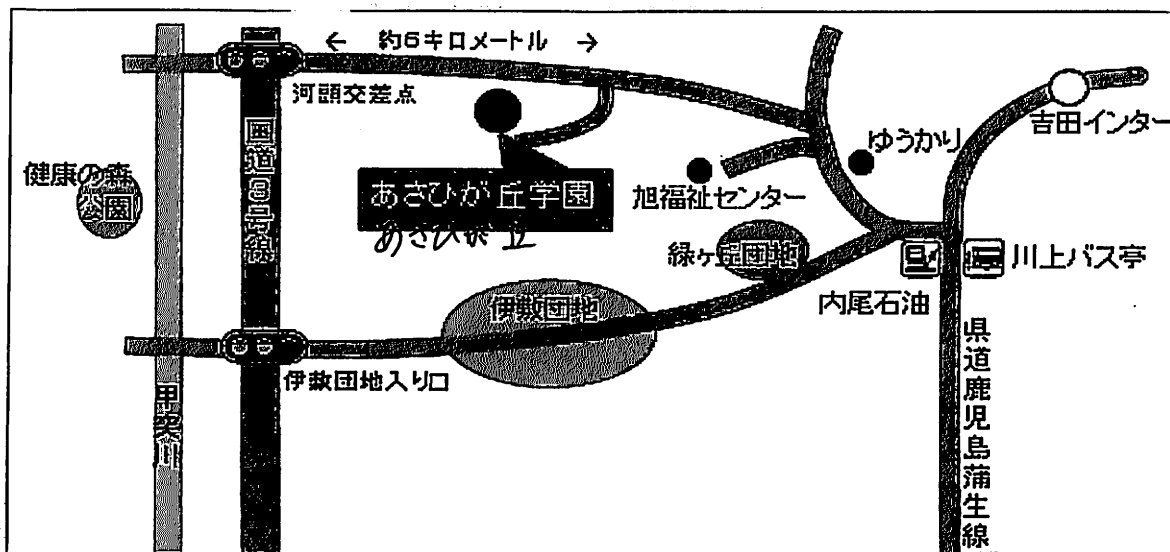 ← 約6キロメートル →
河頭交差点
国道3号線
健康の森
公園
あさひが丘学園
あさひが丘
旭福祉センター
ゆうかり
吉田インター
緑ヶ丘団地
川上バス亭
内尾石油
伊敷団地
伊敷団地入り口
甲突川
県道鹿児島蒲生線